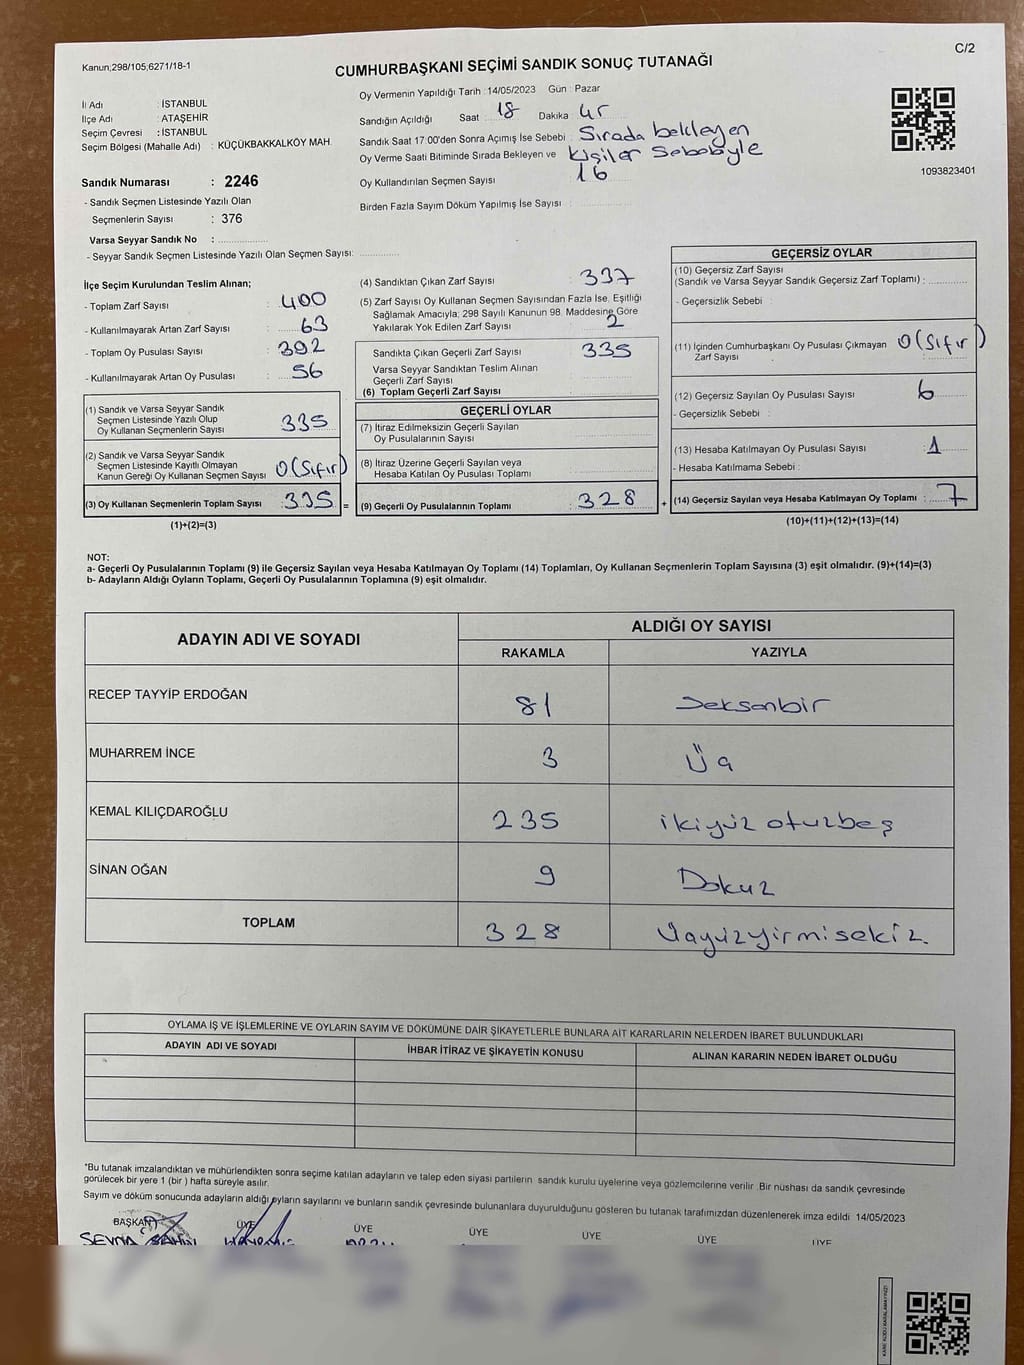 C/2
Kanun;298/105,6271/18-1
CUMHURBAŞKANI SEÇİMİ SANDIK SONUÇ TUTANAĞI
İl Adı : İSTANBUL
İlçe Adı : ATAŞEHİR
Seçim Çevresi : İSTANBUL
Seçim Bölgesi (Mahalle Adı) : KÜÇÜKBAKKALKÖY MAH.
Sandık Numarası : 2246
- Sandık Seçmen Listesinde Yazılı Olan
Seçmenlerin Sayısı : 376
Varsa Seyyar Sandık No :
- Seyyar Sandık Seçmen Listesinde Yazılı Olan Seçmen Sayısı:
Oy Vermenin Yapıldığı Tarih :14/05/2023 Gün : Pazar
Sandığın Açıldığı Saat 18 Dakika 45
Sandık Saat 17:00'den Sonra Açımış İse Sebebi : Sırada bekleyen
Oy Verme Saati Bitiminde Sırada Bekleyen ve kişiler Sebebiyle
Oy Kullandırılan Seçmen Sayısı : 16
Birden Fazla Sayım Döküm Yapılmış İse Sayısı :
1093823401
İlçe Seçim Kurulundan Teslim Alınan;
- Toplam Zarf Sayısı : 400
- Kullanılmayarak Artan Zarf Sayısı : 63
- Toplam Oy Pusulası Sayısı : 392
- Kullanılmayarak Artan Oy Pusulası : 56
(1) Sandık ve Varsa Seyyar Sandık
Seçmen Listesinde Yazılı Olup
Oy Kullanan Seçmenlerin Sayısı : 335
(2) Sandık ve Varsa Seyyar Sandık
Seçmen Listesinde Kayıtlı Olmayan
Kanun Gereği Oy Kullanan Seçmen Sayısı 0 (Sıfır)
(3) Oy Kullanan Seçmenlerin Toplam Sayısı : 335 =
(1)+(2)=(3)
(4) Sandıktan Çıkan Zarf Sayısı : 337
(5) Zarf Sayısı Oy Kullanan Seçmen Sayısından Fazla İse, Eşitliği
Sağlamak Amacıyla; 298 Sayılı Kanunun 98. Maddesine Göre
Yakılarak Yok Edilen Zarf Sayısı : 2
Sandıkta Çıkan Geçerli Zarf Sayısı : 335
Varsa Seyyar Sandıktan Teslim Alınan
Geçerli Zarf Sayısı :
(6) Toplam Geçerli Zarf Sayısı
GEÇERLİ OYLAR
(7) İtiraz Edilmeksizin Geçerli Sayılan
Oy Pusulalarının Sayısı :
(8) İtiraz Üzerine Geçerli Sayılan veya
Hesaba Katılan Oy Pusulası Toplamı :
(9) Geçerli Oy Pusulalarının Toplamı : 328 +
GEÇERSİZ OYLAR
(10) Geçersiz Zarf Sayısı
(Sandık ve Varsa Seyyar Sandık Geçersiz Zarf Toplamı) :
- Geçersizlik Sebebi :
(11) İçinden Cumhurbaşkanı Oy Pusulası Çıkmayan 0 (Sıfır)
Zarf Sayısı :
(12) Geçersiz Sayılan Oy Pusulası Sayısı : 6
- Geçersizlik Sebebi :
(13) Hesaba Katılmayan Oy Pusulası Sayısı : 1
- Hesaba Katılmama Sebebi :
(14) Geçersiz Sayılan veya Hesaba Katılmayan Oy Toplamı : 7
(10)+(11)+(12)+(13)=(14)
NOT:
a- Geçerli Oy Pusulalarının Toplamı (9) ile Geçersiz Sayılan veya Hesaba Katılmayan Oy Toplamı (14) Toplamları, Oy Kullanan Seçmenlerin Toplam Sayısına (3) eşit olmalıdır. (9)+(14)=(3)
b- Adayların Aldığı Oyların Toplamı, Geçerli Oy Pusulalarının Toplamına (9) eşit olmalıdır.
ADAYIN ADI VE SOYADI ALDIĞI OY SAYISI
RAKAMLA YAZIYLA
RECEP TAYYİP ERDOĞAN 81 Seksenbir
MUHARREM İNCE 3 Üç
KEMAL KILIÇDAROĞLU 235 ikiyüz otuzbeş
SİNAN OĞAN 9 Dokuz
TOPLAM 328 Üçyüzyirmisekiz.
OYLAMA İŞ VE İŞLEMLERİNE VE OYLARIN SAYIM VE DÖKÜMÜNE DAİR ŞİKAYETLERLE BUNLARA AİT KARARLARIN NELERDEN İBARET BULUNDUKLARI
ADAYIN ADI VE SOYADI İHBAR İTİRAZ VE ŞİKAYETİN KONUSU ALINAN KARARIN NEDEN İBARET OLDUĞU
*Bu tutanak imzalandıktan ve mühürlendikten sonra seçime katılan adayların ve talep eden siyasi partilerin sandık kurulu üyelerine veya gözlemcilerine verilir .Bir nüshası da sandık çevresinde
görülecek bir yere 1 (bir ) hafta süreyle asılır.
Sayım ve döküm sonucunda adayların aldığı oyların sayılarını ve bunların sandık çevresinde bulunanlara duyurulduğunu gösteren bu tutanak tarafımızdan düzenlenerek imza edildi 14/05/2023
BAŞKAN ÜYE ÜYE ÜYE ÜYE ÜYE ÜYE